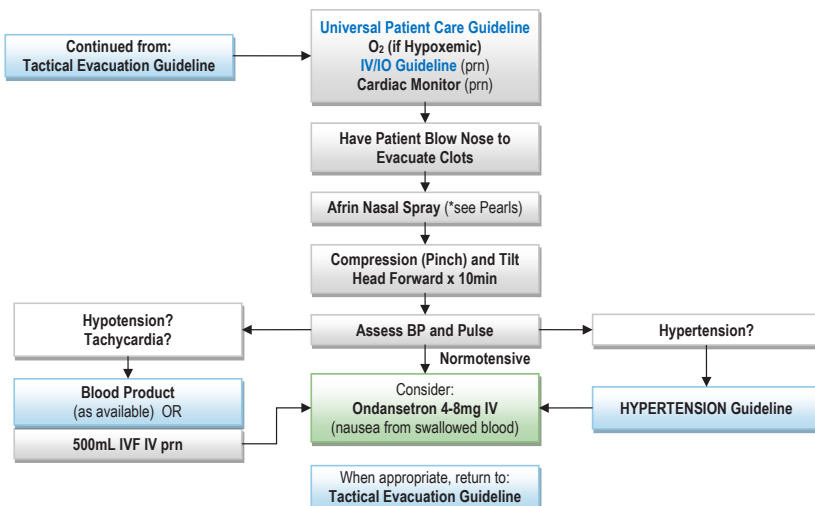 Continued from:
Tactical Evacuation Guideline
Universal Patient Care Guideline
O₂ (if Hypoxemic)
IV/IO Guideline (prn)
Cardiac Monitor (prn)
Have Patient Blow Nose to
Evacuate Clots
Afrin Nasal Spray (*see Pearls)
Compression (Pinch) and Tilt
Head Forward x 10min
Hypotension?
Tachycardia?
Assess BP and Pulse
Hypertension?
Normotensive
Blood Product
(as available) OR
500mL IVF IV prn
Consider:
Ondansetron 4-8mg IV
(nausea from swallowed blood)
HYPERTENSION Guideline
When appropriate, return to:
Tactical Evacuation Guideline